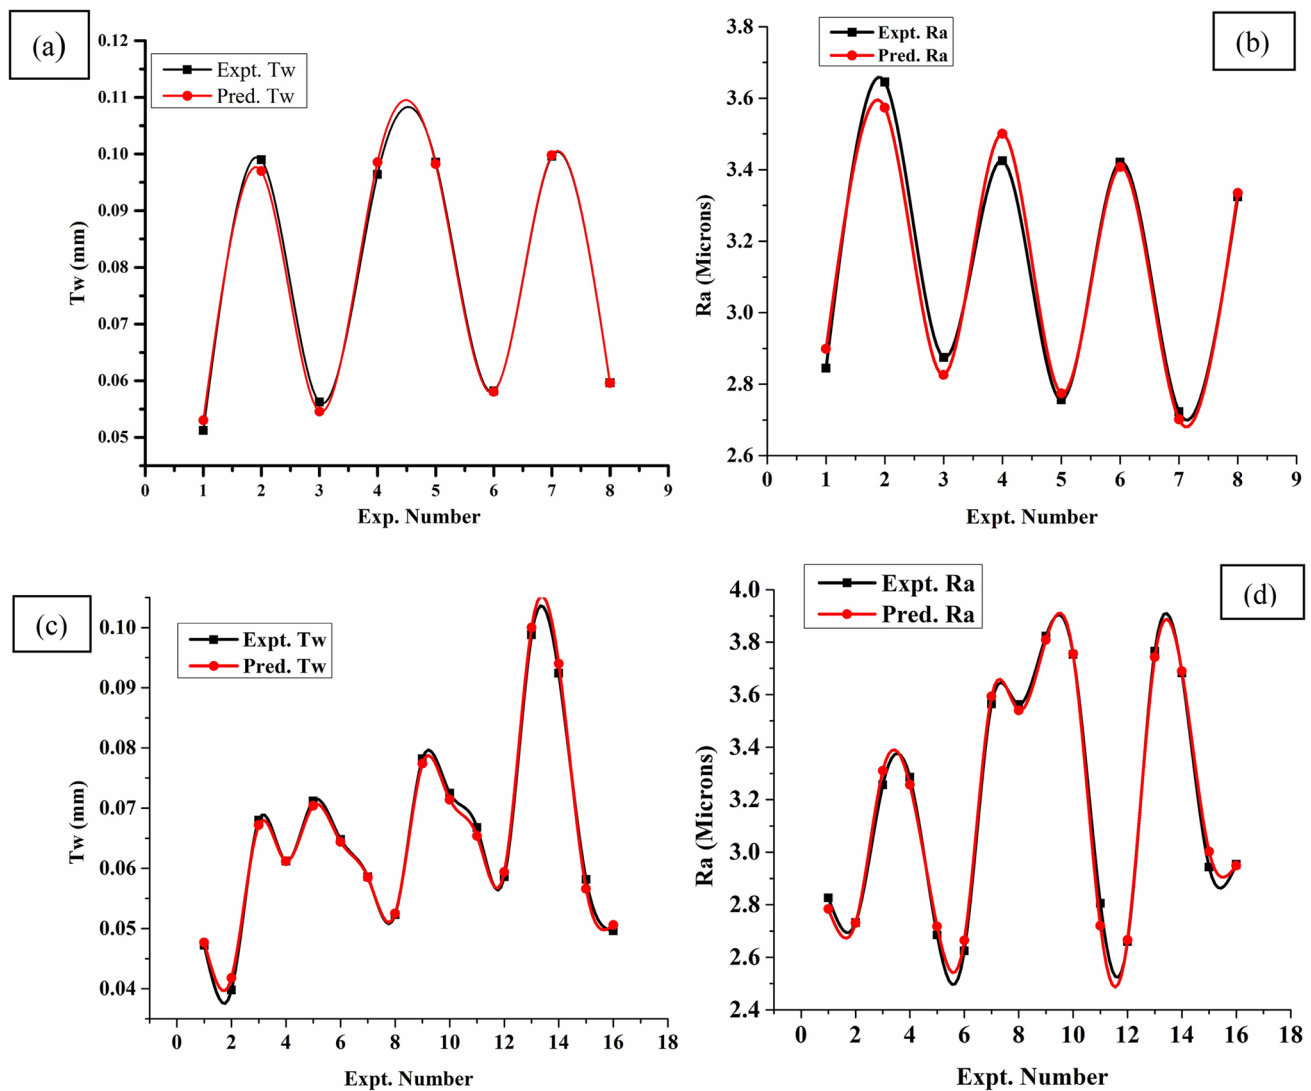 (a)
Expt. Tw
Pred. Tw
0.12
0.11
0.10
0.09
0.08
0.07
0.06
0.05
Tw (mm)
0 1 2 3 4 5 6 7 8 9
Exp. Number
(b)
Expt. Ra
Pred. Ra
3.8
3.6
3.4
3.2
3.0
2.8
2.6
Ra (Microns)
0 1 2 3 4 5 6 7 8 9
Expt. Number
(c)
Expt. Tw
Pred. Tw
0.10
0.09
0.08
0.07
0.06
0.05
0.04
Tw (mm)
0 2 4 6 8 10 12 14 16 18
Expt. Number
(d)
Expt. Ra
Pred. Ra
4.0
3.8
3.6
3.4
3.2
3.0
2.8
2.6
2.4
Ra (Microns)
0 2 4 6 8 10 12 14 16 18
Expt. Number